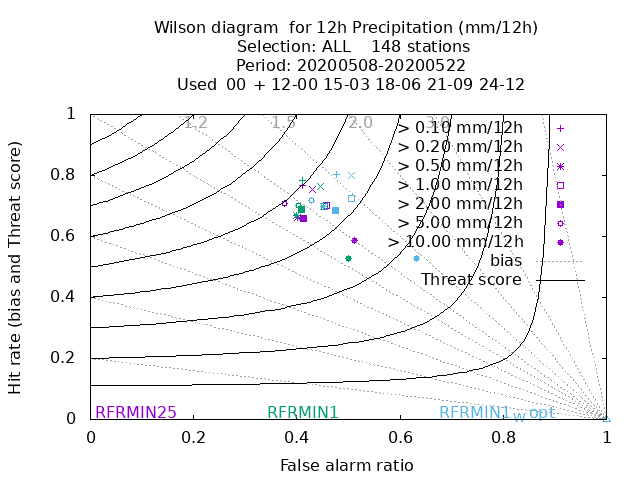 Wilson diagram  for 12h Precipitation (mm/12h)
Selection: ALL    148 stations
Period: 20200508-20200522
Used  00 + 12-00 15-03 18-06 21-09 24-12
Hit rate (bias and Threat score)
1
0.8
0.6
0.4
0.2
0
1.2 1.5 2.0 3.0
> 0.10 mm/12h
> 0.20 mm/12h
> 0.50 mm/12h
> 1.00 mm/12h
> 2.00 mm/12h
> 5.00 mm/12h
> 10.00 mm/12h
bias
Threat score
RFRMIN25 RFRMIN1 RFRMIN1_w_opt
0 0.2 0.4 0.6 0.8 1
False alarm ratio